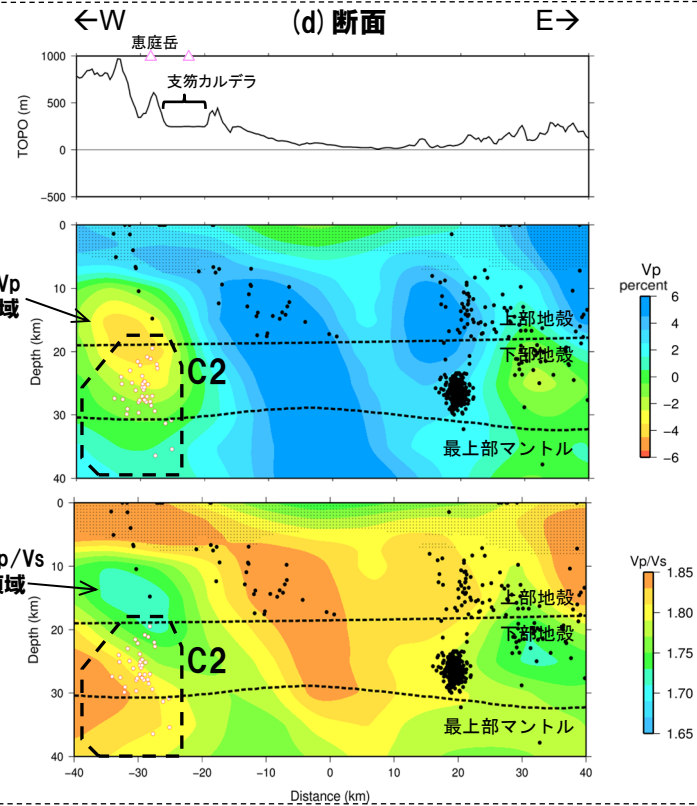 ←W
(d) 断面
E→
恵庭岳
支笏カルデラ
1000
500
0
−500
TOPO (m)
0
10
20
30
40
Depth (km)
Vp
域
C2
上部地殻
下部地殻
最上部マントル
Vp
percent
6
4
2
0
−2
−4
−6
0
10
20
30
40
Depth (km)
p/Vs
域
C2
上部地殻
下部地殻
最上部マントル
Vp/Vs
1.85
1.80
1.75
1.70
1.65
−40
−30
−20
−10
0
10
20
30
40
Distance (km)